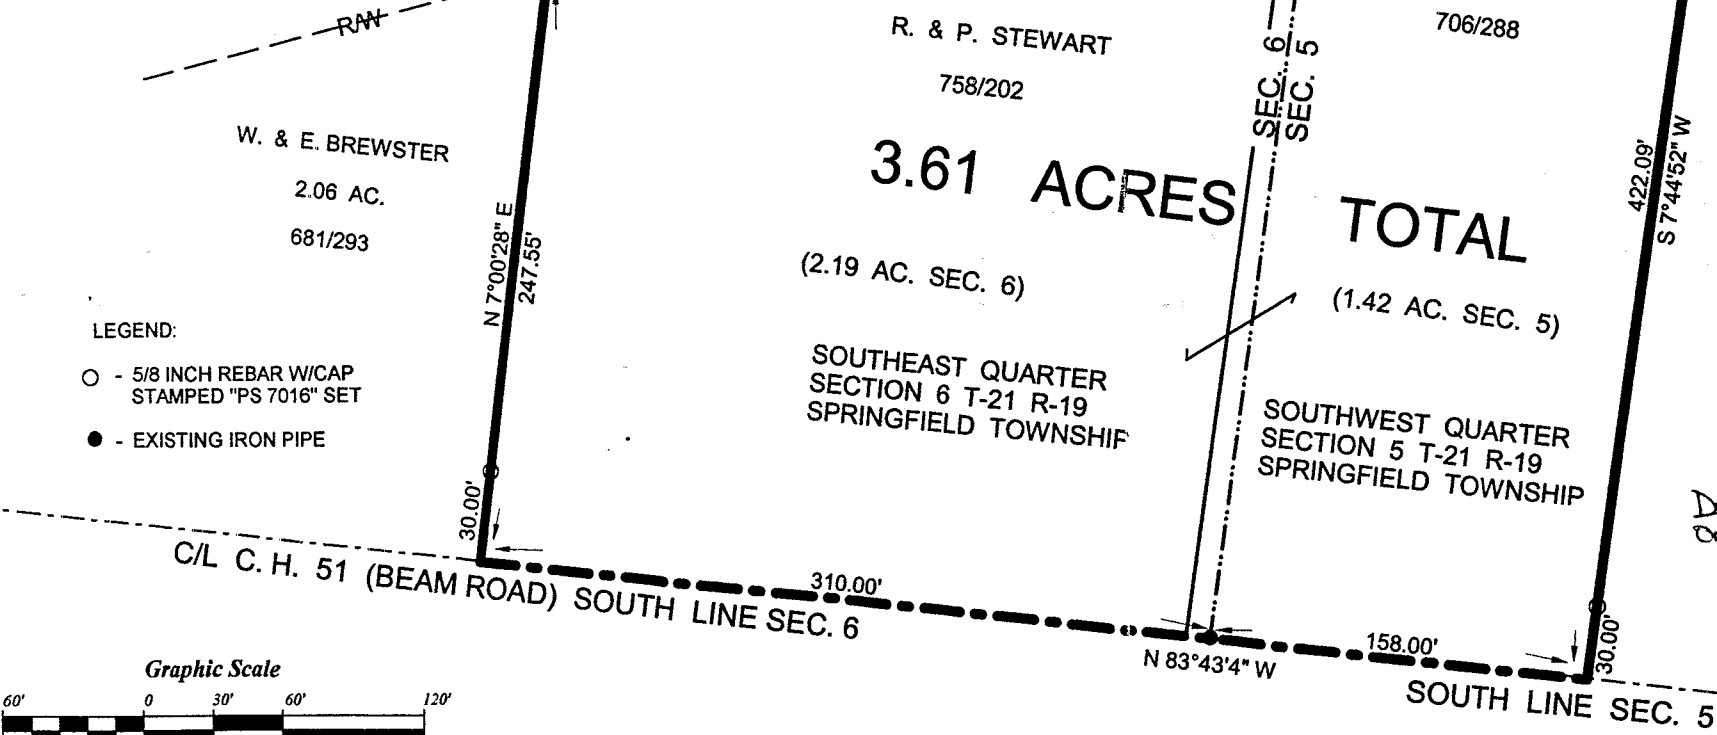 R/W
R. & P. STEWART
758/202
SEC. 6
SEC. 5
706/288
W. & E. BREWSTER
2.06 AC.
681/293
3.61 ACRES TOTAL
422.09'
S 7°44'52" W
N 7°00'28" E
247.55'
(2.19 AC. SEC. 6)
(1.42 AC. SEC. 5)
LEGEND:
- 5/8 INCH REBAR W/CAP
STAMPED "PS 7016" SET
- EXISTING IRON PIPE
SOUTHEAST QUARTER
SECTION 6 T-21 R-19
SPRINGFIELD TOWNSHIP
SOUTHWEST QUARTER
SECTION 5 T-21 R-19
SPRINGFIELD TOWNSHIP
30.00'
C/L C. H. 51 (BEAM ROAD) SOUTH LINE SEC. 6
310.00'
N 83°43'4" W
158.00'
30.00'
SOUTH LINE SEC. 5
Graphic Scale
60' 0 30' 60' 120'